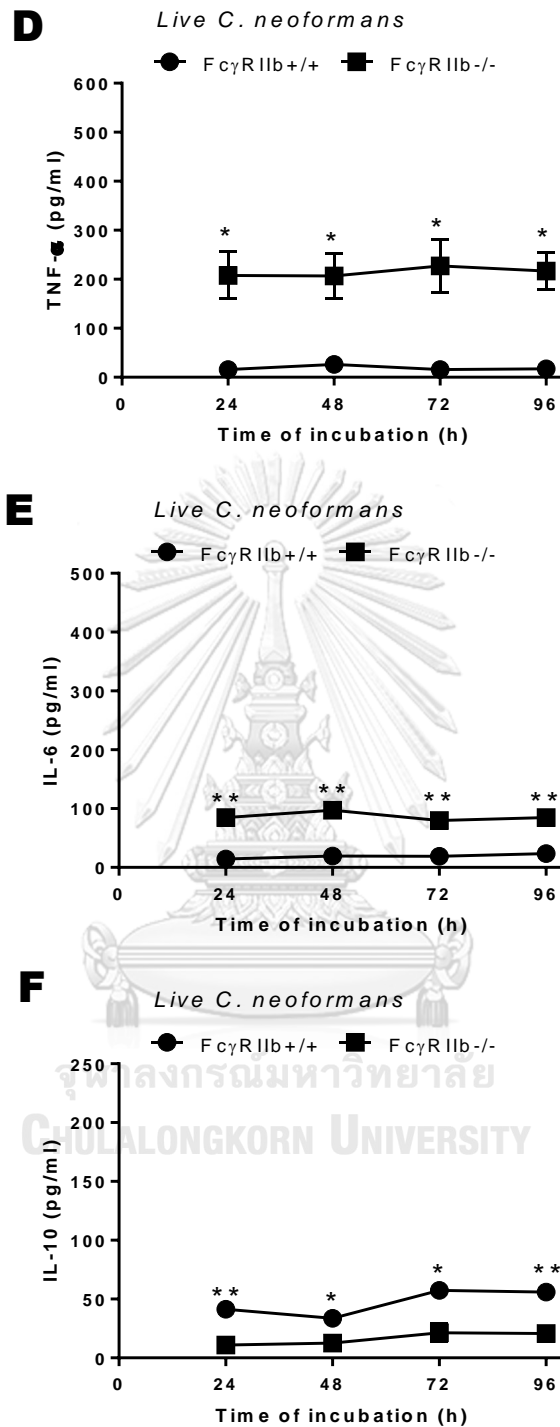 D
Live C. neoformans
FcγRIIb+/+ FcγRIIb-/-
TNF-α (pg/ml)
600
500
400
300
200
100
0
* * * *
0 24 48 72 96
Time of incubation (h)
E
Live C. neoformans
FcγRIIb+/+ FcγRIIb-/-
IL-6 (pg/ml)
500
400
300
200
100
0
** ** ** **
0 24 48 72 96
Time of incubation (h)
F
Live C. neoformans
FcγRIIb+/+ FcγRIIb-/-
IL-10 (pg/ml)
250
200
150
100
50
0
** * * **
0 24 48 72 96
Time of incubation (h)
จุฬาลงกรณ์มหาวิทยาลัย
CHULALONGKORN UNIVERSITY